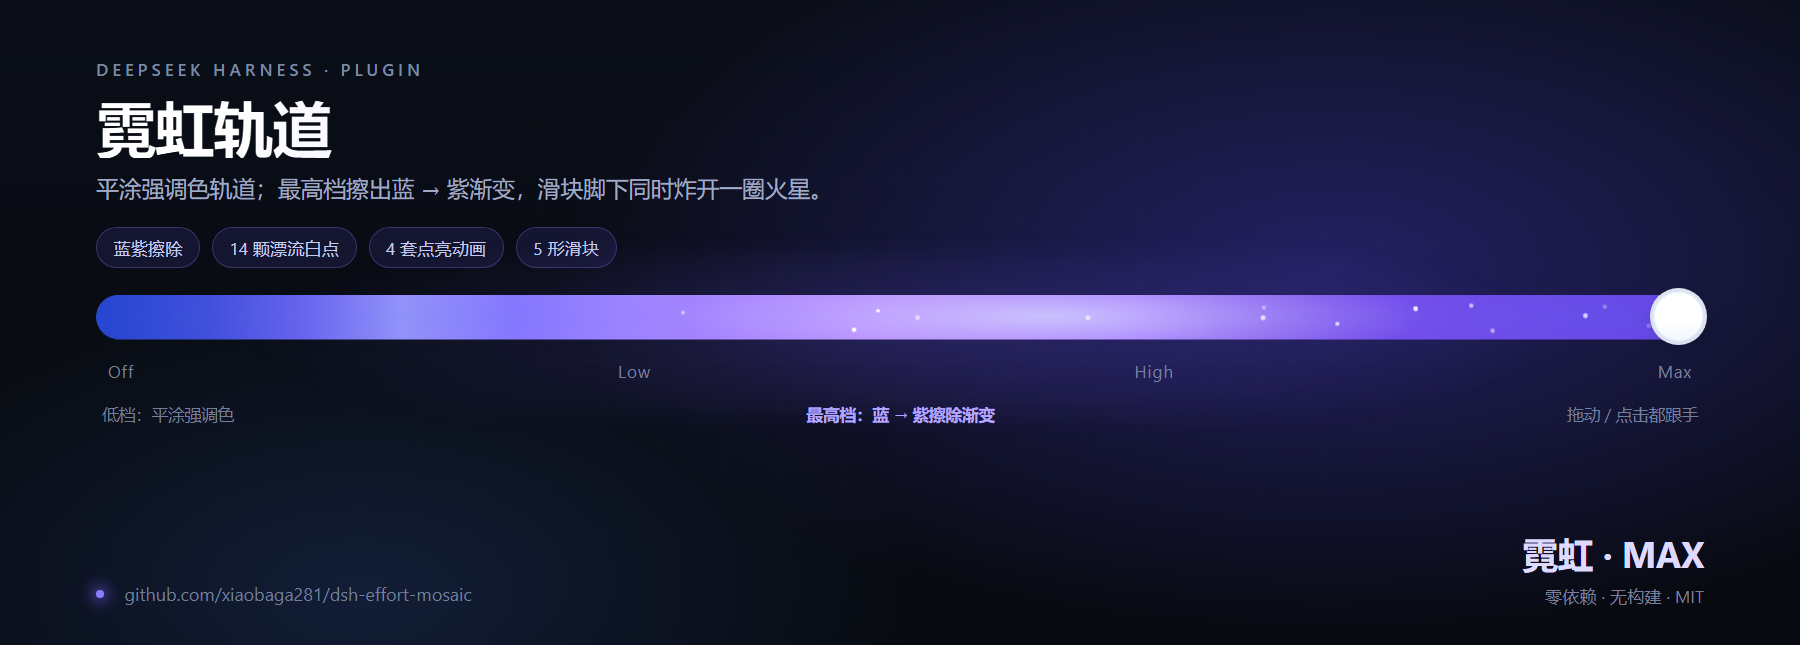 DEEPSEEK HARNESS · PLUGIN
霓虹轨道
平涂强调色轨道；最高档擦出蓝 → 紫渐变，滑块脚下同时炸开一圈火星。
蓝紫擦除 14 颗漂流白点 4 套点亮动画 5 形滑块
Off Low High Max
低档：平涂强调色 最高档：蓝 → 紫擦除渐变 拖动 / 点击都跟手
霓虹 · MAX
github.com/xiaobaga281/dsh-effort-mosaic
零依赖 · 无构建 · MIT